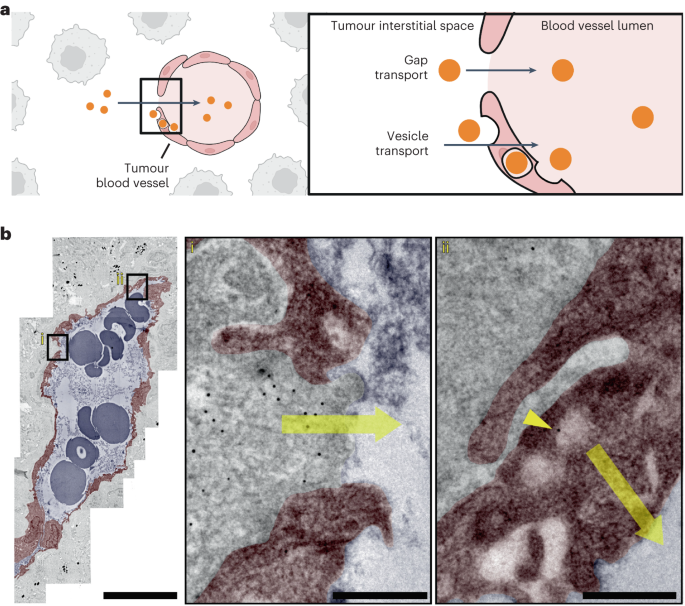 a
Tumour interstitial space
Blood vessel lumen
Gap
transport
Vesicle
transport
Tumour
blood vessel
b
i
ii
i
ii